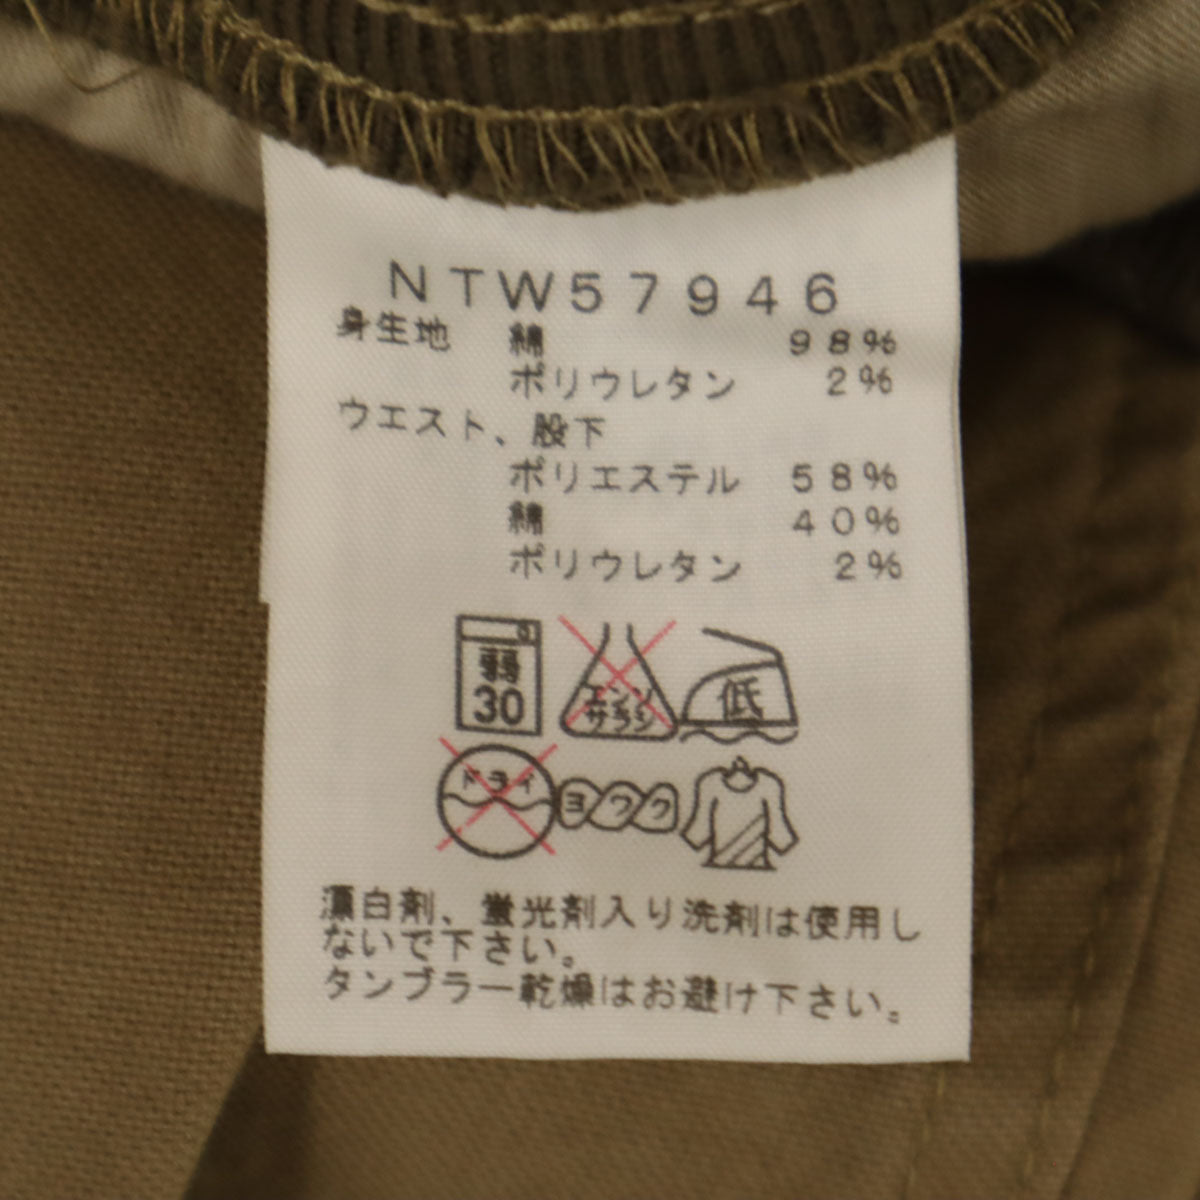 NTW57946
身生地 綿 98%
ポリウレタン 2%
ウエスト、股下
ポリエステル 58%
綿 40%
ポリウレタン 2%
弱
30
エンソ
サラシ
低
ドライ
ヨワク
漂白剤、蛍光剤入り洗剤は使用し
ないで下さい。
タンブラー乾燥はお避け下さい。